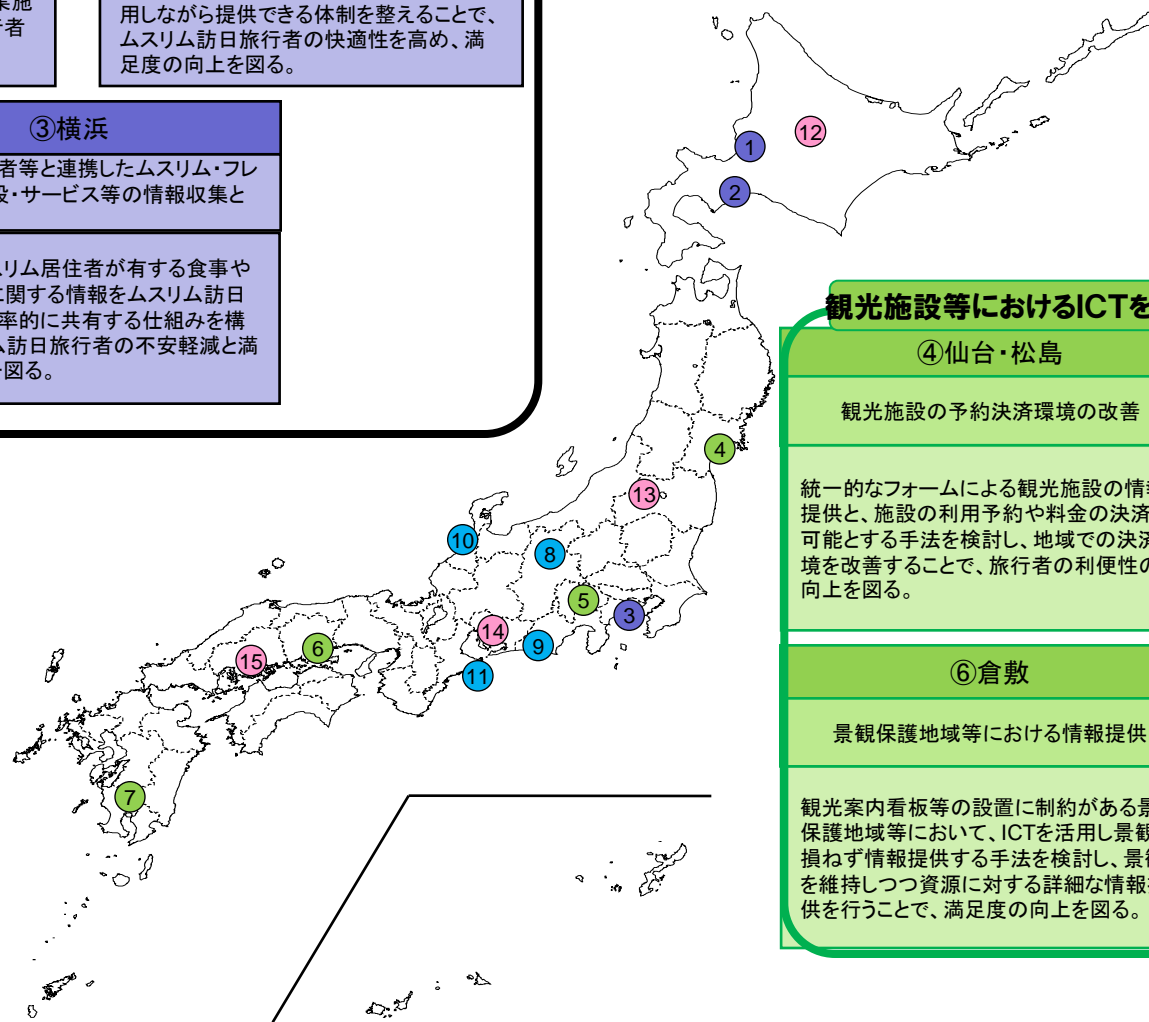 業施
行者
用しながら提供できる体制を整えることで、
ムスリム訪日旅行者の快適性を高め、満
足度の向上を図る。
③横浜
者等と連携したムスリム・フレ
設・サービス等の情報収集と
スリム居住者が有する食事や
に関する情報をムスリム訪日
率的に共有する仕組みを構
ム訪日旅行者の不安軽減と満
を図る。
12
1
2
観光施設等におけるICTを
④仙台・松島
観光施設の予約決済環境の改善
統一的なフォームによる観光施設の情報
提供と、施設の利用予約や料金の決済
可能とする手法を検討し、地域での決済
境を改善することで、旅行者の利便性の
向上を図る。
4
13
10
8
5
3
14
6
9
15
11
7
⑥倉敷
景観保護地域等における情報提供
観光案内看板等の設置に制約がある景
保護地域等において、ICTを活用し景観
損ねず情報提供する手法を検討し、景観
を維持しつつ資源に対する詳細な情報提
供を行うことで、満足度の向上を図る。